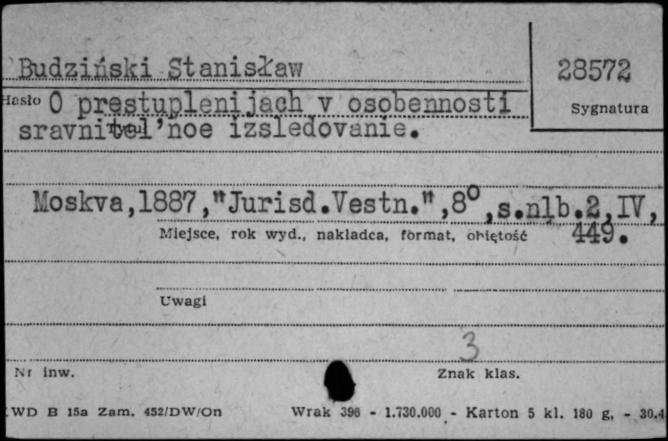 Budziński Stanisław
28572
Hasło O prestuplenijach v osobennosti
Sygnatura
sravnitel'noe izsledovanie.
Moskva,1887,"Jurisd.Vestn.",8°,s.nlb.2,IV,
449.
Miejsce, rok wyd., nakładca, format, objętość
Uwagi
3
Nr inw.
Znak klas.
WD B 15a Zam. 452/DW/On Wrak 396 - 1.730.000 - Karton 5 kl. 180 g. - 30.4